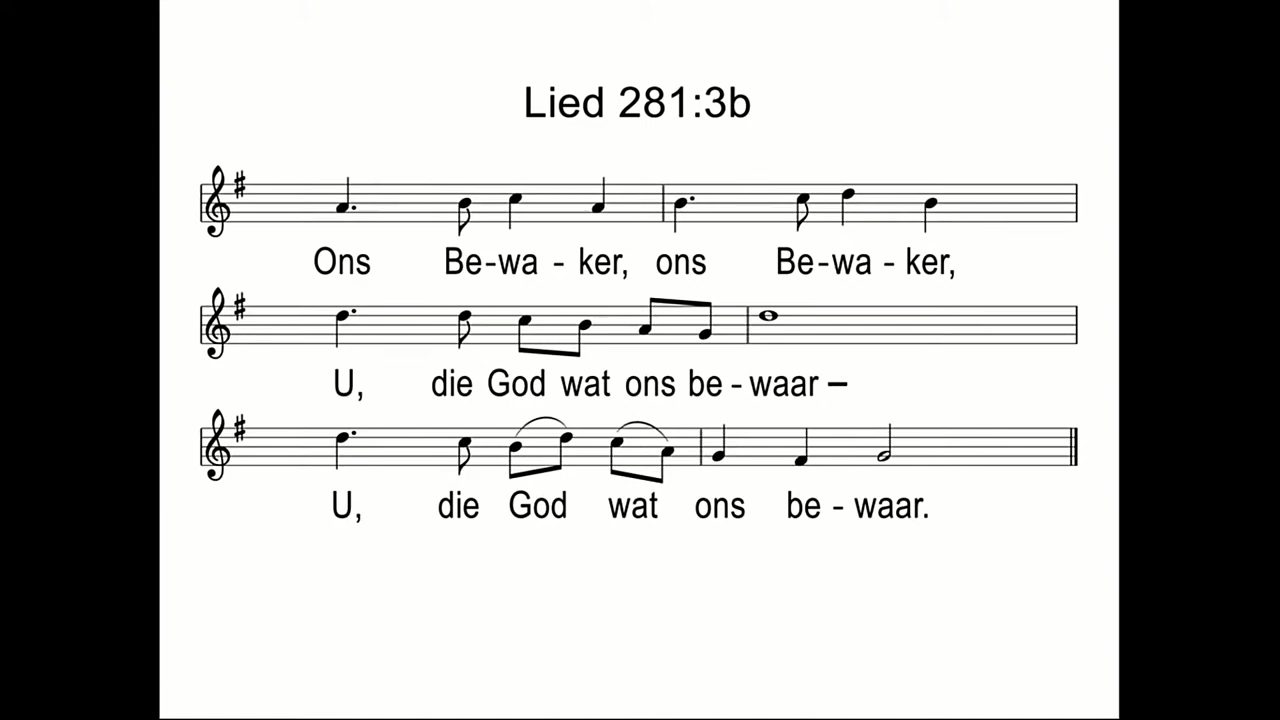 Lied 281:3b
Ons Be-wa - ker, ons Be-wa - ker,
U, die God wat ons be - waar –
U, die God wat ons be - waar.